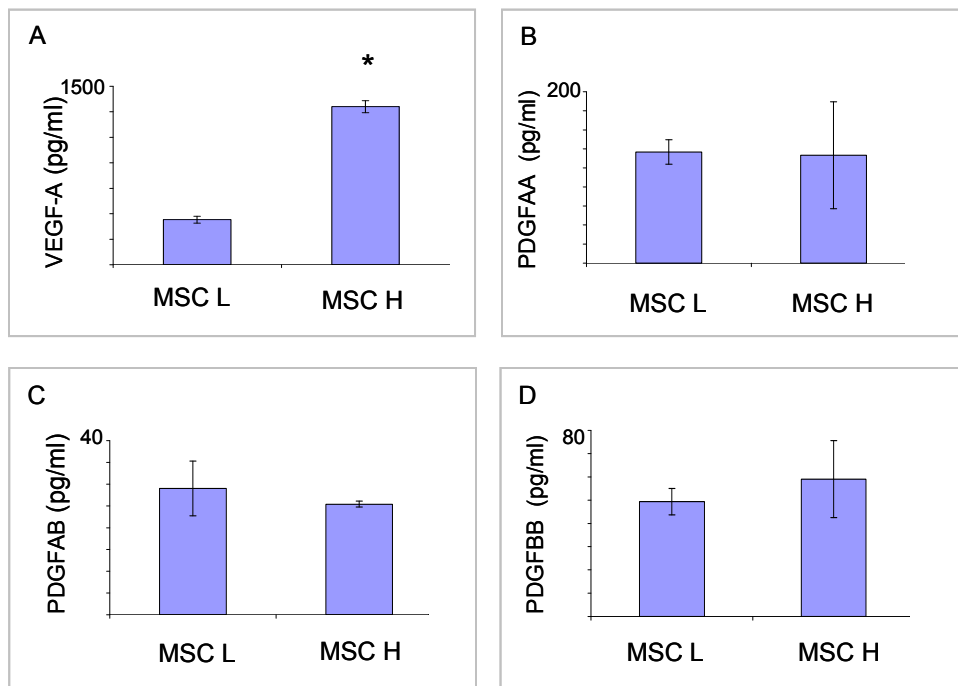 A
VEGF-A (pg/ml)
1500
*
MSC L
MSC H
B
PDGFAA (pg/ml)
200
MSC L
MSC H
C
PDGFAB (pg/ml)
40
MSC L
MSC H
D
PDGFBB (pg/ml)
80
MSC L
MSC H